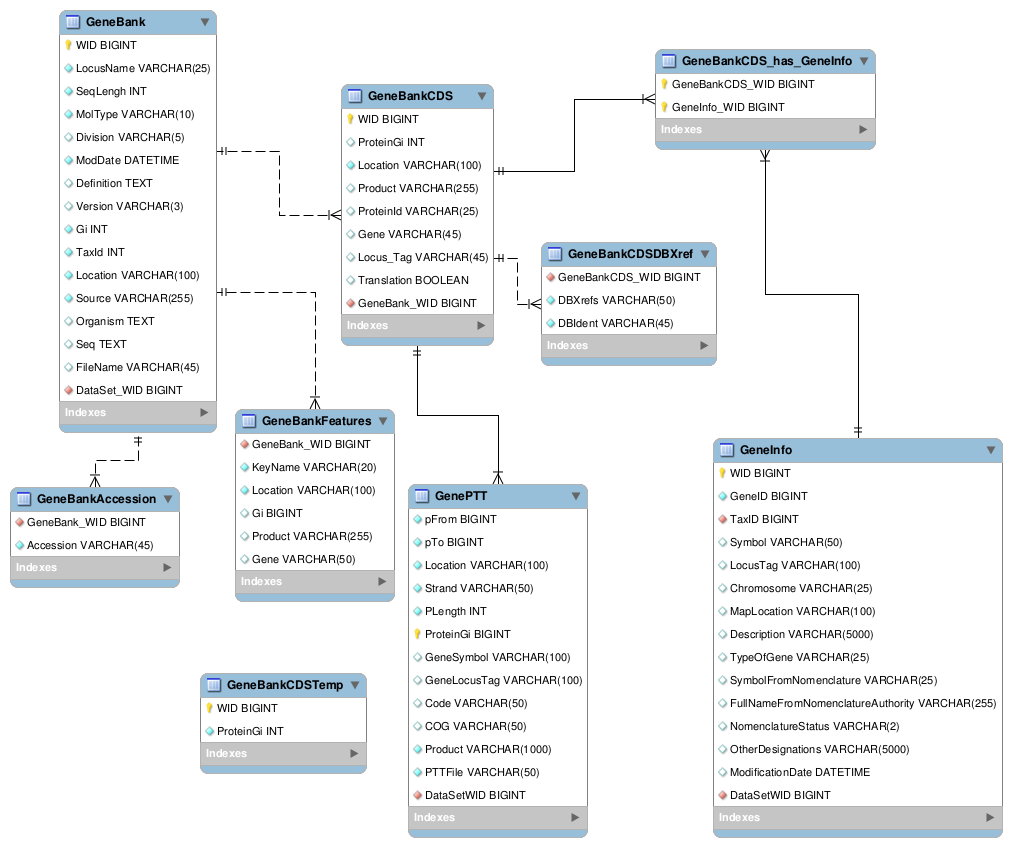 GeneBank
WID BIGINT
LocusName VARCHAR(25)
SeqLengh INT
MolType VARCHAR(10)
Division VARCHAR(5)
ModDate DATETIME
Definition TEXT
Version VARCHAR(3)
Gi INT
TaxId INT
Location VARCHAR(100)
Source VARCHAR(255)
Organism TEXT
Seq TEXT
FileName VARCHAR(45)
DataSet_WID BIGINT
Indexes
GeneBankCDS
WID BIGINT
ProteinGi INT
Location VARCHAR(100)
Product VARCHAR(255)
ProteinId VARCHAR(25)
Gene VARCHAR(45)
Locus_Tag VARCHAR(45)
Translation BOOLEAN
GeneBank_WID BIGINT
Indexes
GeneBankCDS_has_GeneInfo
GeneBankCDS_WID BIGINT
GeneInfo_WID BIGINT
Indexes
GeneBankCDSDBXref
GeneBankCDS_WID BIGINT
DBXrefs VARCHAR(50)
DBIdent VARCHAR(45)
Indexes
GeneBankAccession
GeneBank_WID BIGINT
Accession VARCHAR(45)
Indexes
GeneBankFeatures
GeneBank_WID BIGINT
KeyName VARCHAR(20)
Location VARCHAR(100)
Gi BIGINT
Product VARCHAR(255)
Gene VARCHAR(50)
Indexes
GenePTT
pFrom BIGINT
pTo BIGINT
Location VARCHAR(100)
Strand VARCHAR(50)
PLength INT
ProteinGi BIGINT
GeneSymbol VARCHAR(100)
GeneLocusTag VARCHAR(100)
Code VARCHAR(50)
COG VARCHAR(50)
Product VARCHAR(1000)
PTTFile VARCHAR(50)
DataSetWID BIGINT
Indexes
GeneInfo
WID BIGINT
GeneID BIGINT
TaxID BIGINT
Symbol VARCHAR(50)
LocusTag VARCHAR(100)
Chromosome VARCHAR(25)
MapLocation VARCHAR(100)
Description VARCHAR(5000)
TypeOfGene VARCHAR(25)
SymbolFromNomenclature VARCHAR(25)
FullNameFromNomenclatureAuthority VARCHAR(255)
NomenclatureStatus VARCHAR(2)
OtherDesignations VARCHAR(5000)
ModificationDate DATETIME
DataSetWID BIGINT
Indexes
GeneBankCDSTemp
WID BIGINT
ProteinGi INT
Indexes